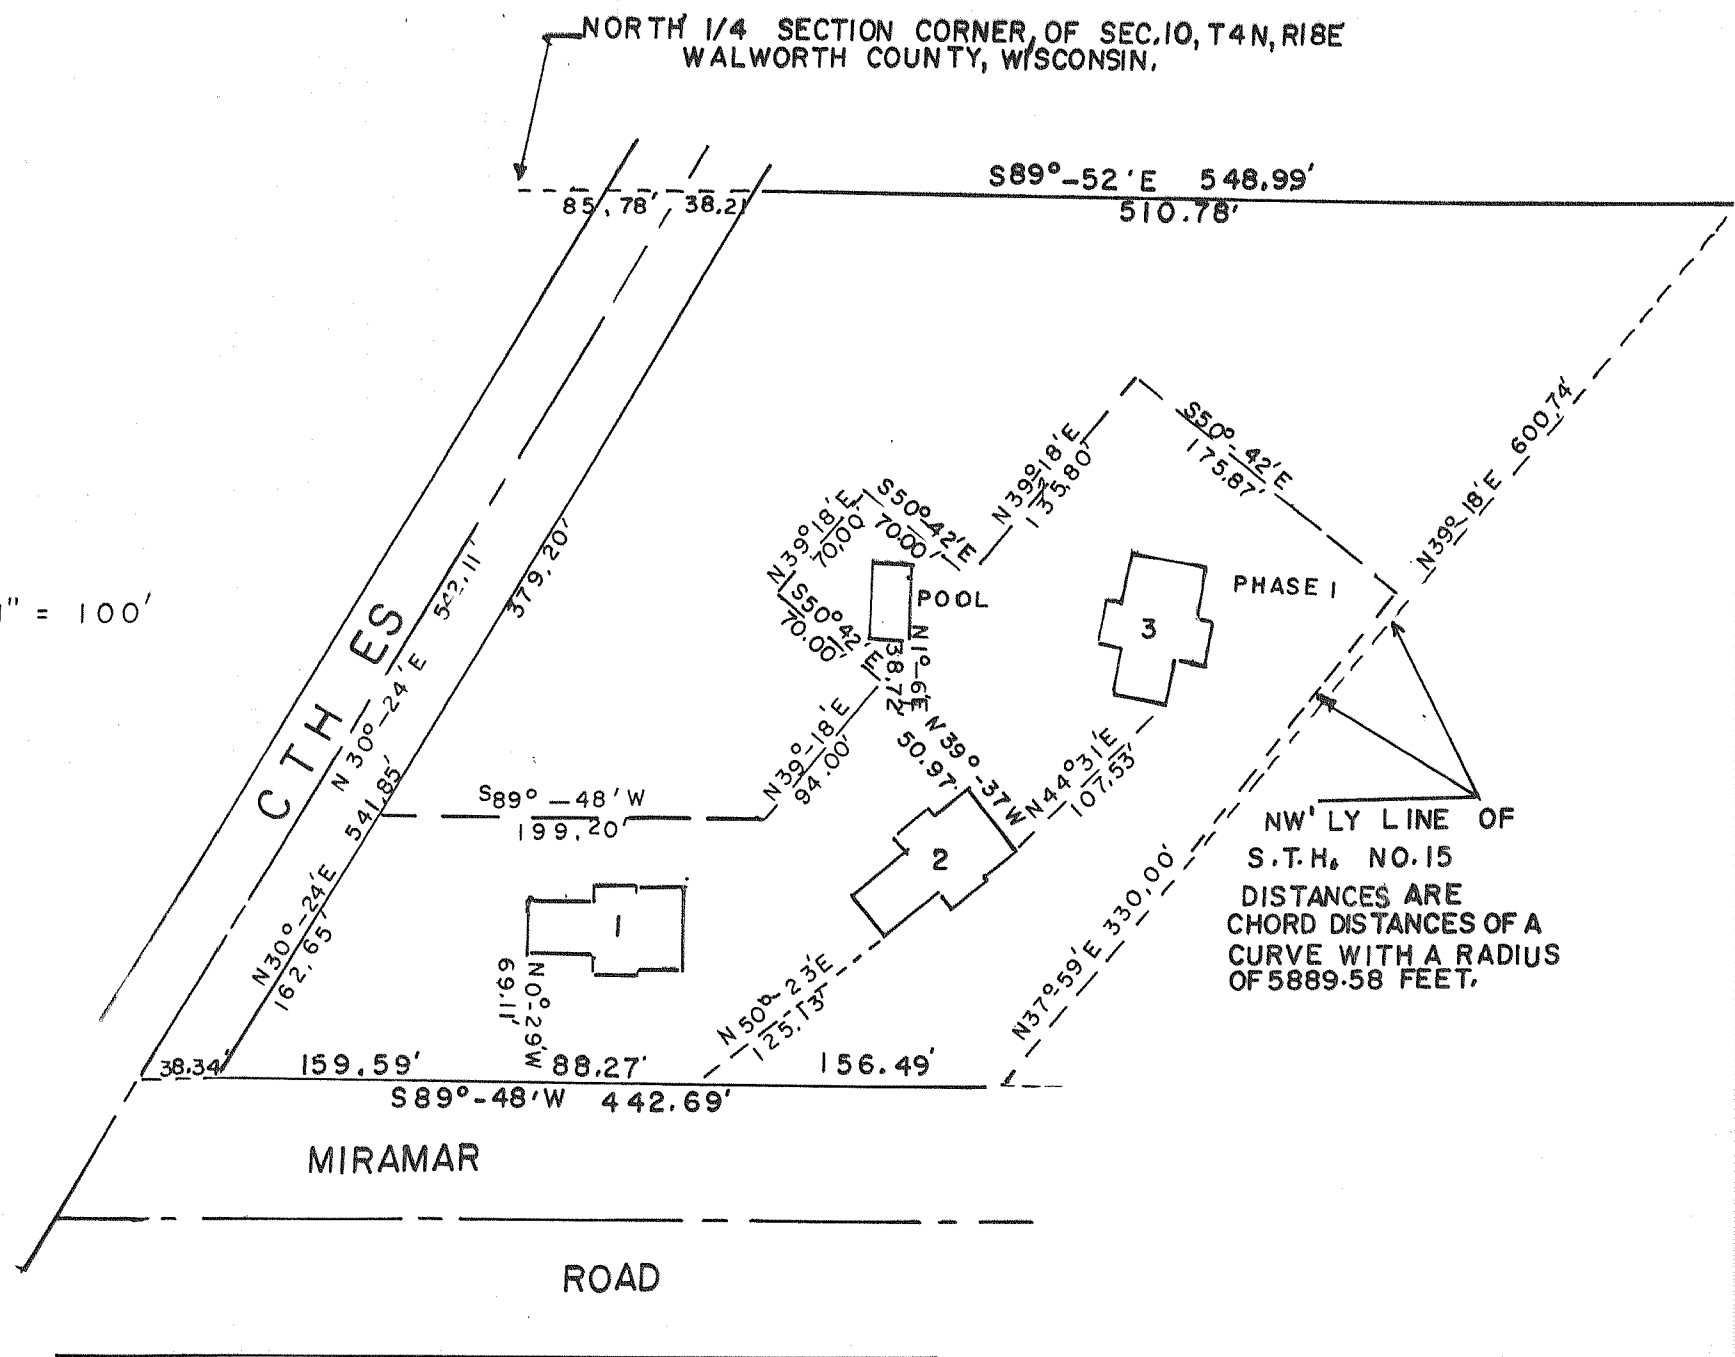 NORTH 1/4 SECTION CORNER, OF SEC.10, T4N, R18E
WALWORTH COUNTY, WISCONSIN.
S89°-52'E 548.99'
85.78' 38.21
510.78'
S50°-42'E
175.87'
N39°-18'E
135.80'
N39°-18'E 600.74'
N39°18'E
70.00'
S50°-42'E
70.00'
S50°42'E
70.00'
POOL
PHASE 1
3
1" = 100'
542.11'
379.20'
CTH ES
N 30°-24'E
N1°-6'E
38.72'
N39°-18'E
94.00'
N39°-37'W
50.97'
N44°31'E
107.53'
S89°-48'W
199.20'
541.85'
N30°-24'E
162.65'
2
1
NW'LY LINE OF
S.T.H. NO.15
DISTANCES ARE
CHORD DISTANCES OF A
CURVE WITH A RADIUS
OF 5889.58 FEET.
N37°-59'E 330.00'
N0°-29'W
69.11'
N50°-23'E
125.13'
38.34' 159.59' 88.27' 156.49'
S89°-48'W 442.69'
MIRAMAR
ROAD